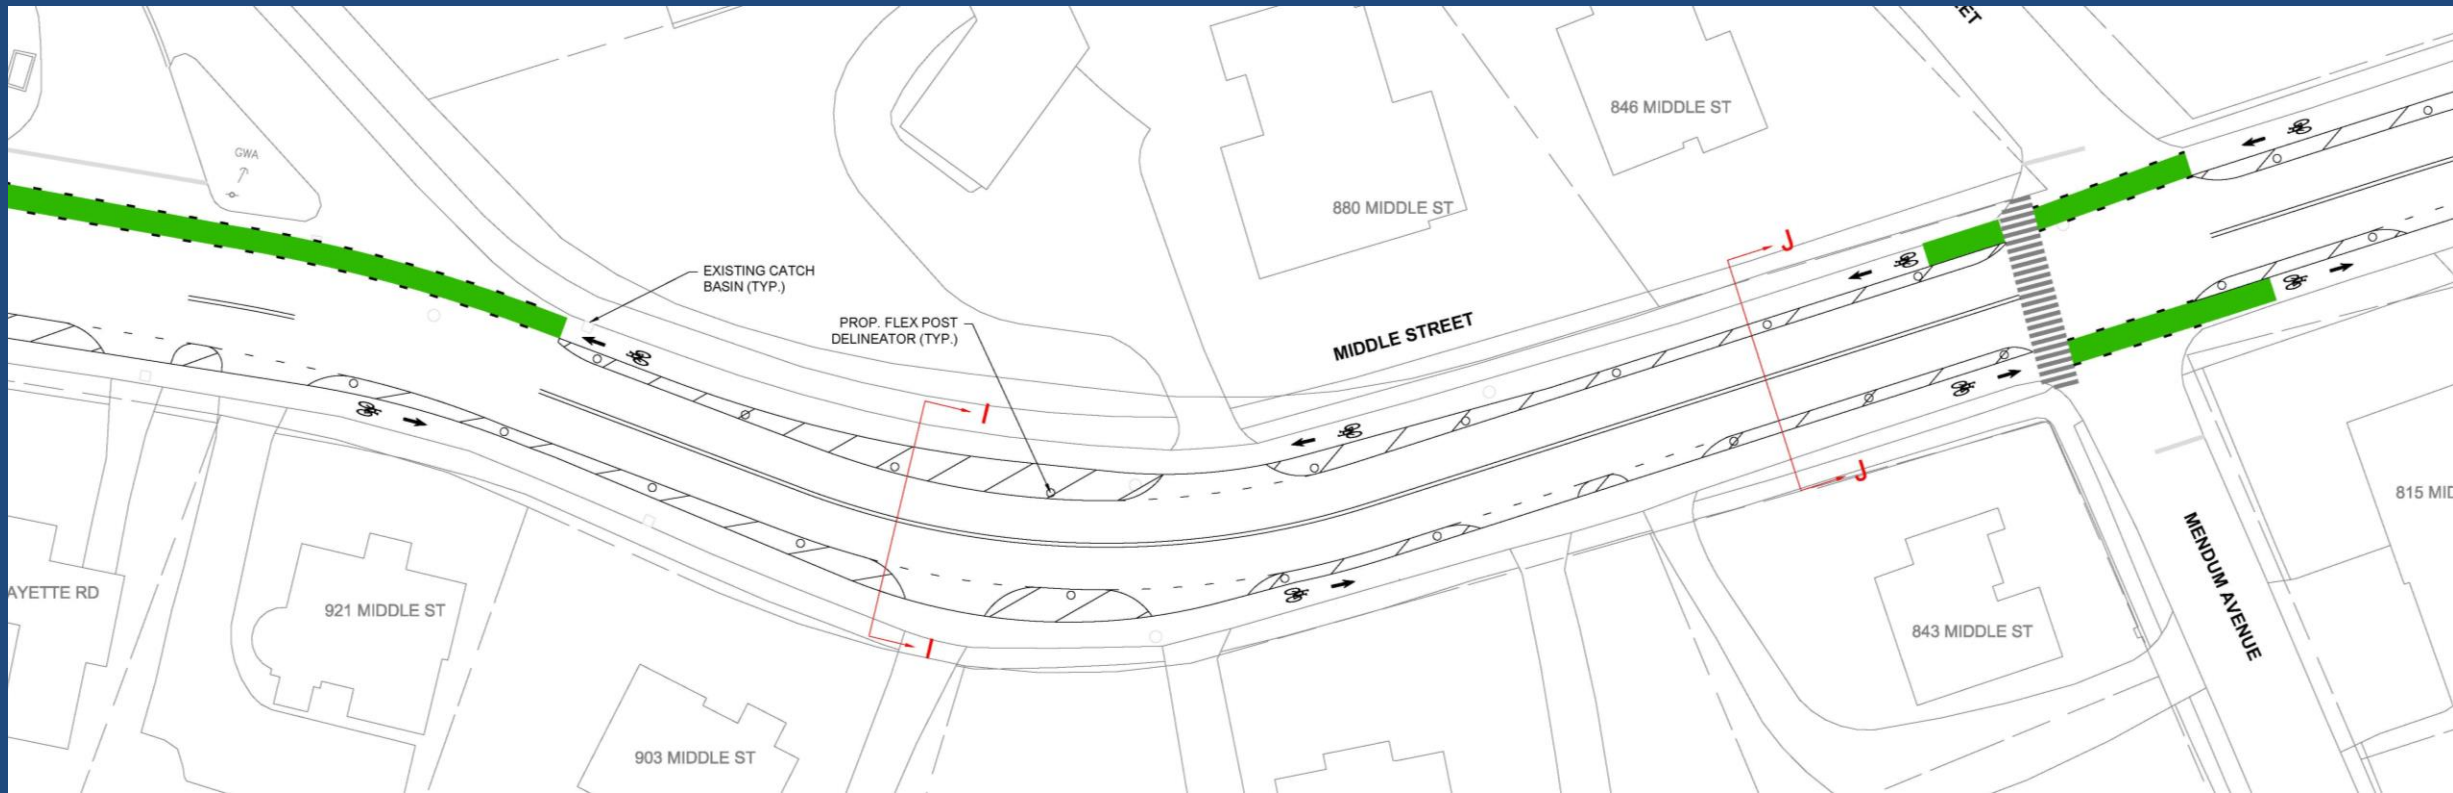 GWA
EXISTING CATCH
BASIN (TYP.)
PROP. FLEX POST
DELINEATOR (TYP.)
MIDDLE STREET
880 MIDDLE ST
846 MIDDLE ST
J
J
I
I
AYETTE RD
921 MIDDLE ST
903 MIDDLE ST
843 MIDDLE ST
MENDUM AVENUE
815 MID